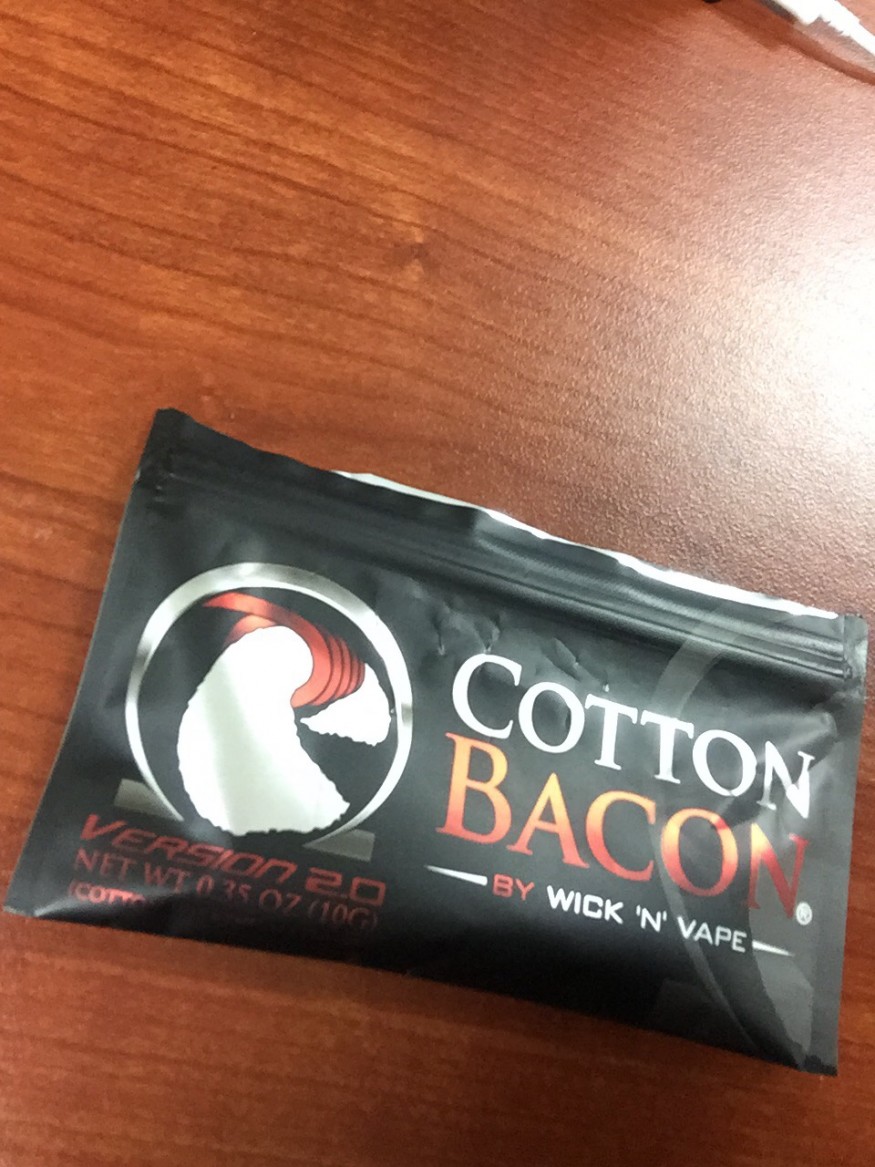 COTTON
BACON®
BY WICK 'N' VAPE
VERSION 2.0
NET WT 0.35 OZ (10G)